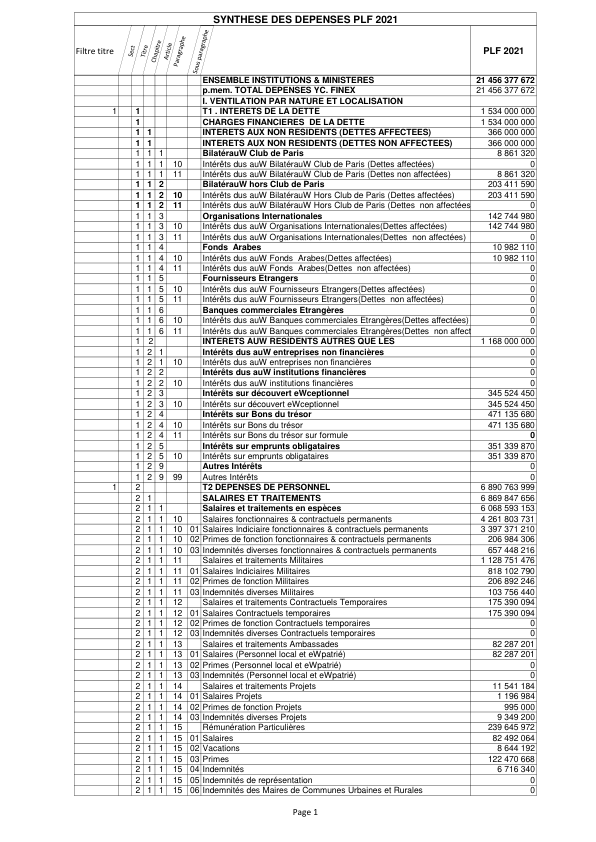 SYNTHESE DES DEPENSES PLF 2021
Filtre titre Sect Titre Chapitre Article Paragraphe Sous paragraphe PLF 2021
ENSEMBLE INSTITUTIONS & MINISTERES 21 456 377 672
p.mem. TOTAL DEPENSES YC. FINEX 21 456 377 672
I. VENTILATION PAR NATURE ET LOCALISATION
1 1 T1 . INTERETS DE LA DETTE 1 534 000 000
1 CHARGES FINANCIERES DE LA DETTE 1 534 000 000
1 1 INTERETS AUX NON RESIDENTS (DETTES AFFECTEES) 366 000 000
1 1 INTERETS AUX NON RESIDENTS (DETTES NON AFFECTEES) 366 000 000
1 1 1 BilatérauW Club de Paris 8 861 320
1 1 1 10 Intérêts dus auW BilatérauW Club de Paris (Dettes affectées) 0
1 1 1 11 Intérêts dus auW BilatérauW Club de Paris (Dettes non affectées) 8 861 320
1 1 2 BilatérauW hors Club de Paris 203 411 590
1 1 2 10 Intérêts dus auW BilatérauW Hors Club de Paris (Dettes affectées) 203 411 590
1 1 2 11 Intérêts dus auW BilatérauW Hors Club de Paris (Dettes non affectées 0
1 1 3 Organisations Internationales 142 744 980
1 1 3 10 Intérêts dus auW Organisations Internationales(Dettes affectées) 142 744 980
1 1 3 11 Intérêts dus auW Organisations Internationales(Dettes non affectées) 0
1 1 4 Fonds Arabes 10 982 110
1 1 4 10 Intérêts dus auW Fonds Arabes(Dettes affectées) 10 982 110
1 1 4 11 Intérêts dus auW Fonds Arabes(Dettes non affectées) 0
1 1 5 Fournisseurs Etrangers 0
1 1 5 10 Intérêts dus auW Fournisseurs Etrangers(Dettes affectées) 0
1 1 5 11 Intérêts dus auW Fournisseurs Etrangers(Dettes non affectées) 0
1 1 6 Banques commerciales Etrangères 0
1 1 6 10 Intérêts dus auW Banques commerciales Etrangères(Dettes affectées) 0
1 1 6 11 Intérêts dus auW Banques commerciales Etrangères(Dettes non affect 0
1 2 INTERETS AUW RESIDENTS AUTRES QUE LES 1 168 000 000
1 2 1 Intérêts dus auW entreprises non financières 0
1 2 1 10 Intérêts dus auW entreprises non financières 0
1 2 2 Intérêts dus auW institutions financières 0
1 2 2 10 Intérêts dus auW institutions financières 0
1 2 3 Intérêts sur découvert eWceptionnel 345 524 450
1 2 3 10 Intérêts sur découvert eWceptionnel 345 524 450
1 2 4 Intérêts sur Bons du trésor 471 135 680
1 2 4 10 Intérêts sur Bons du trésor 471 135 680
1 2 4 11 Intérêts sur Bons du trésor sur formule 0
1 2 5 Intérêts sur emprunts obligataires 351 339 870
1 2 5 10 Intérêts sur emprunts obligataires 351 339 870
1 2 9 Autres Intérêts 0
1 2 9 99 Autres Intérêts 0
1 2 T2 DEPENSES DE PERSONNEL 6 890 763 999
2 1 SALAIRES ET TRAITEMENTS 6 869 847 656
2 1 1 Salaires et traitements en espèces 6 068 593 153
2 1 1 10 Salaires fonctionnaires & contractuels permanents 4 261 803 731
2 1 1 10 01 Salaires Indiciaire fonctionnaires & contractuels permanents 3 397 371 210
2 1 1 10 02 Primes de fonction fonctionnaires & contractuels permanents 206 984 306
2 1 1 10 03 Indemnités diverses fonctionnaires & contractuels permanents 657 448 216
2 1 1 11 Salaires et traitements Militaires 1 128 751 476
2 1 1 11 01 Salaires Indiciaires Militaires 818 102 790
2 1 1 11 02 Primes de fonction Militaires 206 892 246
2 1 1 11 03 Indemnités diverses Militaires 103 756 440
2 1 1 12 Salaires et traitements Contractuels Temporaires 175 390 094
2 1 1 12 01 Salaires Contractuels temporaires 175 390 094
2 1 1 12 02 Primes de fonction Contractuels temporaires 0
2 1 1 12 03 Indemnités diverses Contractuels temporaires 0
2 1 1 13 Salaires et traitements Ambassades 82 287 201
2 1 1 13 01 Salaires (Personnel local et eWpatrié) 82 287 201
2 1 1 13 02 Primes (Personnel local et eWpatrié) 0
2 1 1 13 03 Indemnités (Personnel local et eWpatrié) 0
2 1 1 14 Salaires et traitements Projets 11 541 184
2 1 1 14 01 Salaires Projets 1 196 984
2 1 1 14 02 Primes de fonction Projets 995 000
2 1 1 14 03 Indemnités diverses Projets 9 349 200
2 1 1 15 Rémunération Particulières 239 645 972
2 1 1 15 01 Salaires 82 492 064
2 1 1 15 02 Vacations 8 644 192
2 1 1 15 03 Primes 122 470 668
2 1 1 15 04 Indemnités 6 716 340
2 1 1 15 05 Indemnités de représentation 0
2 1 1 15 06 Indemnités des Maires de Communes Urbaines et Rurales 0
Page 1